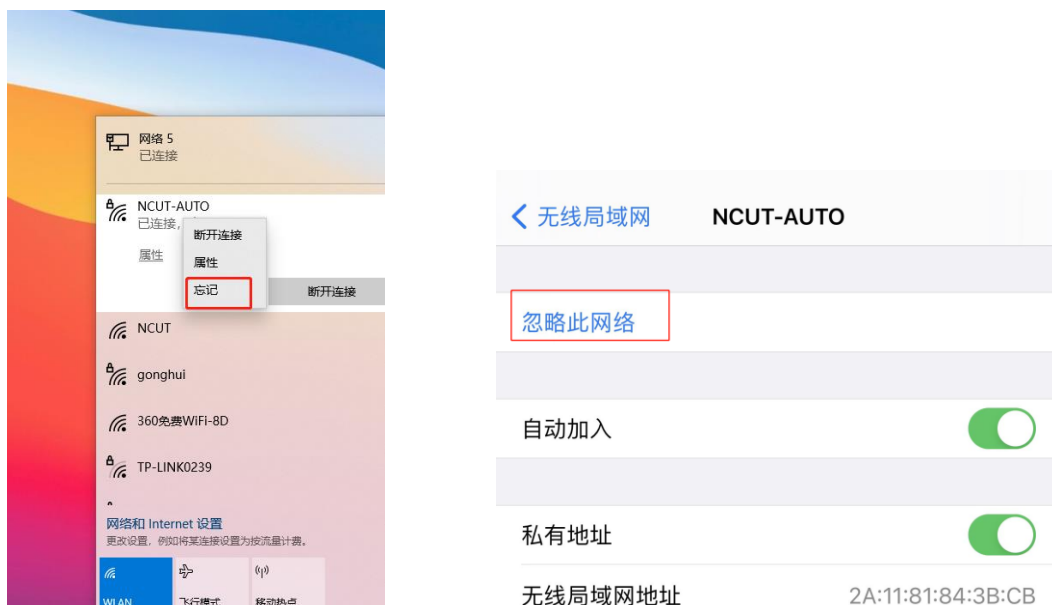 网络 5
已连接
NCUT-AUTO
已连接,
属性
断开连接
属性
忘记
断开连接
NCUT
gonghui
360免费WiFi-8D
TP-LINK0239
网络和 Internet 设置
更改设置，例如将某连接设置为按流量计费。
WLAN
飞行模式
移动热点
无线局域网
NCUT-AUTO
忽略此网络
自动加入
私有地址
无线局域网地址
2A:11:81:84:3B:CB